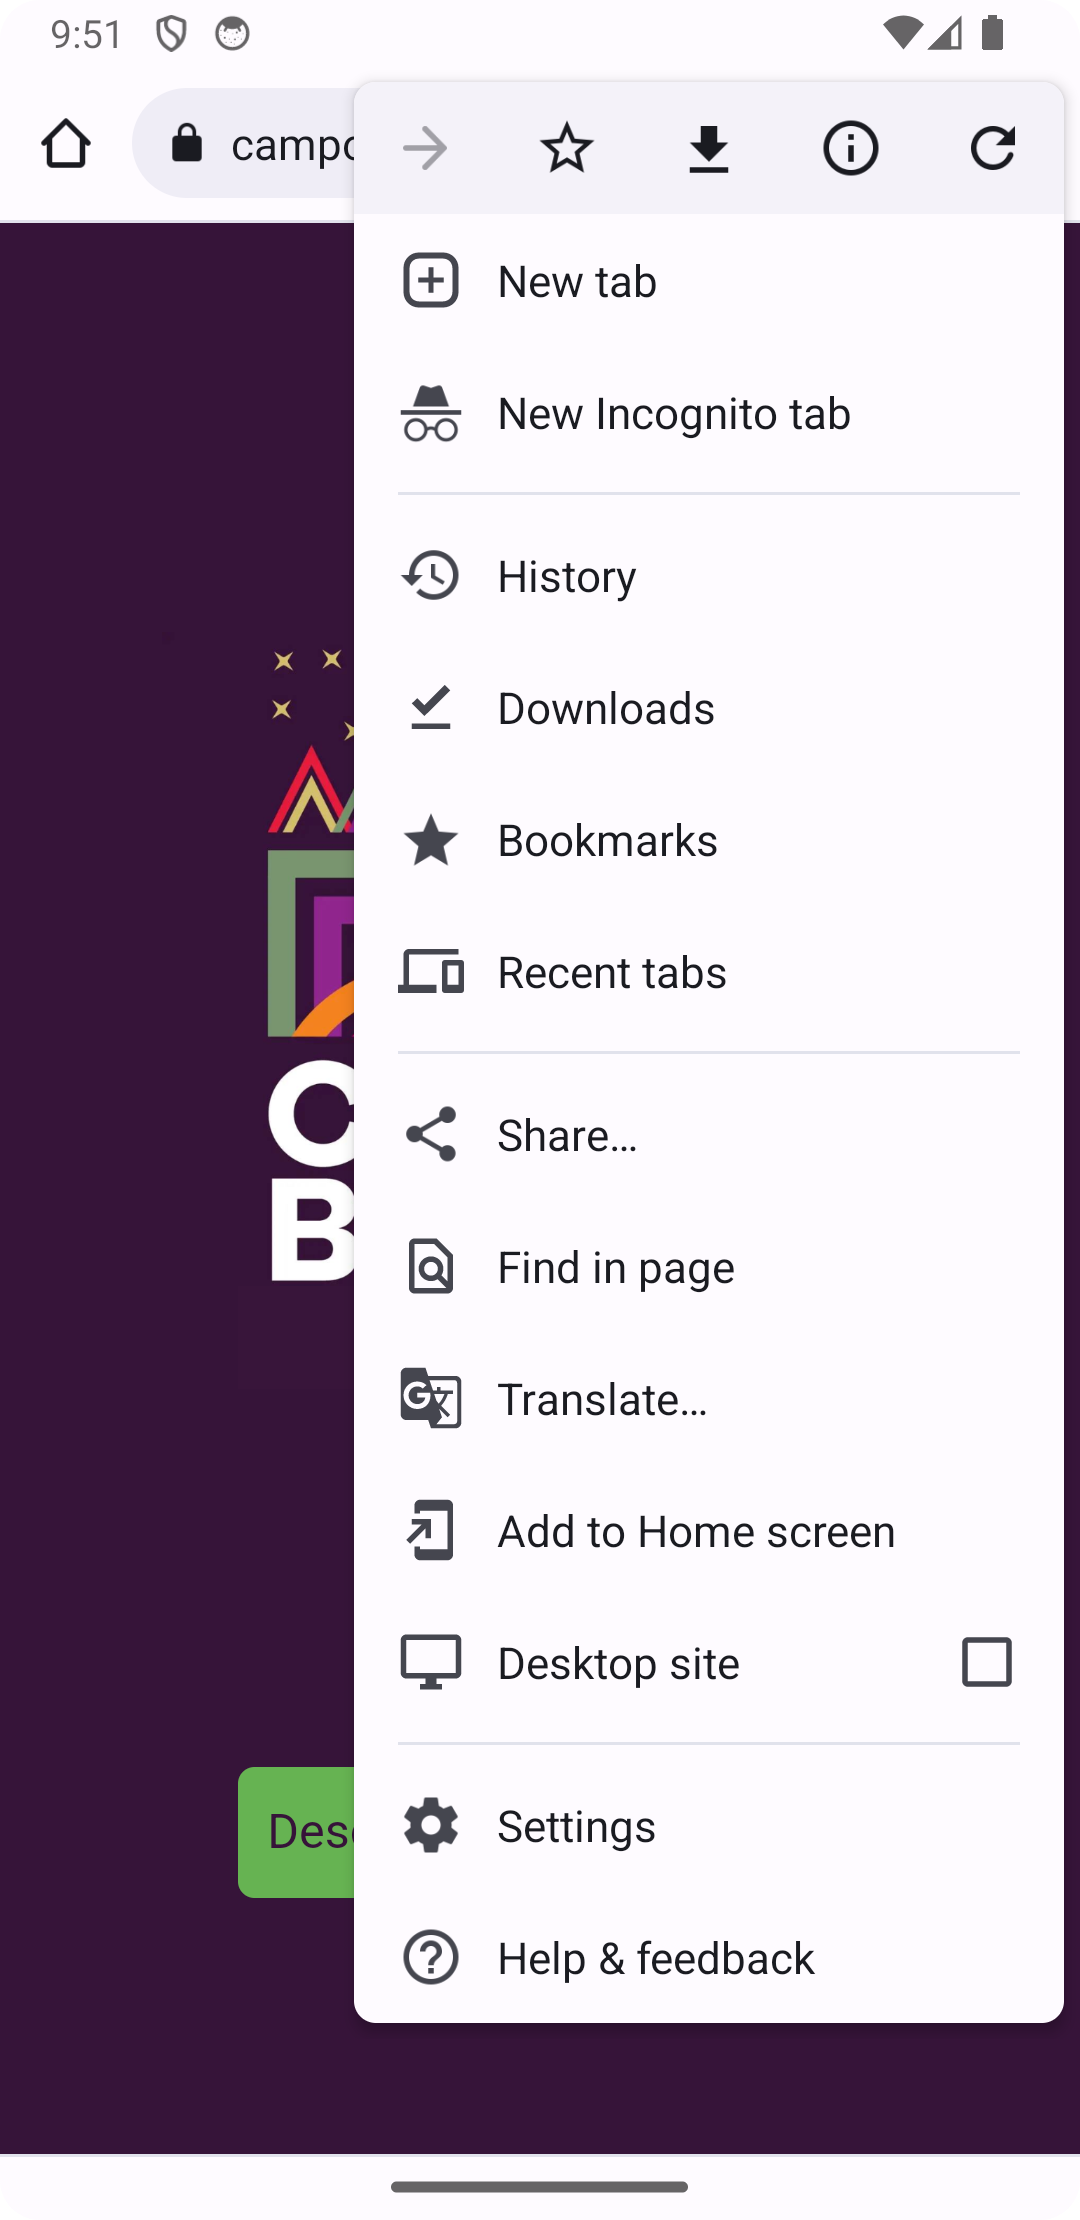 9:51
campo
New tab
New Incognito tab
History
Downloads
Bookmarks
Recent tabs
Share...
Find in page
Translate...
Add to Home screen
Desktop site
Settings
Help & feedback
C
B
Des